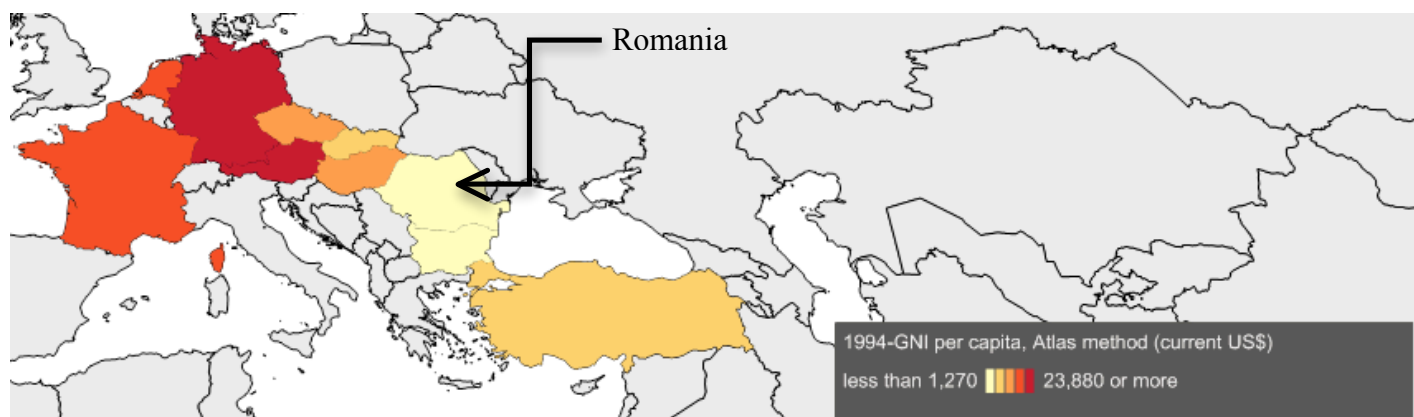 Romania
1994-GNI per capita, Atlas method (current US$)
less than 1,270 23,880 or more